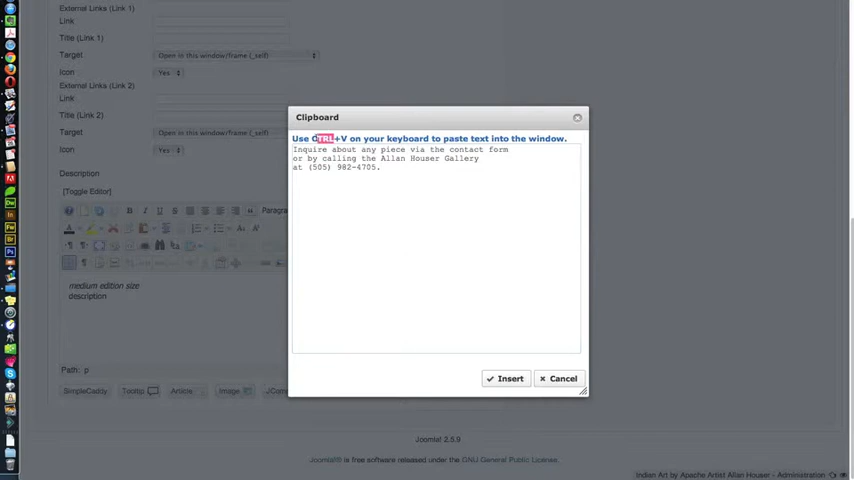 External Links (Link 1)
Link
Title (Link 1)
Target Open in this window/frame (_self)
Icon Yes
External Links (Link 2)
Link
Title (Link 2)
Target Open in this window/frame (_self)
Icon Yes
Description
[Toggle Editor]
Paragra
medium edition size
description
Path: p
SimpleCaddy Tooltip Article Image JCom
Clipboard
Use CTRL+V on your keyboard to paste text into the window.
Inquire about any piece via the contact form
or by calling the Allan Houser Gallery
at (505) 982-4705.
Insert Cancel
Joomla! 2.5.9
Joomla!® is free software released under the GNU General Public License.
Indian Art by Apache Artist Allan Houser - Administration